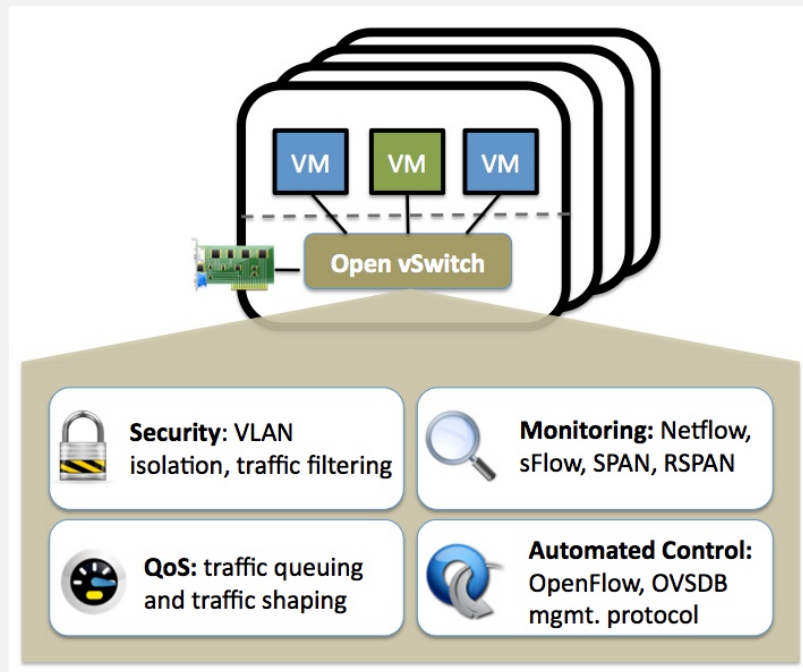 VM VM VM
Open vSwitch
Security: VLAN
isolation, traffic filtering
Monitoring: Netflow,
sFlow, SPAN, RSPAN
QoS: traffic queuing
and traffic shaping
Automated Control:
OpenFlow, OVSDB
mgmt. protocol